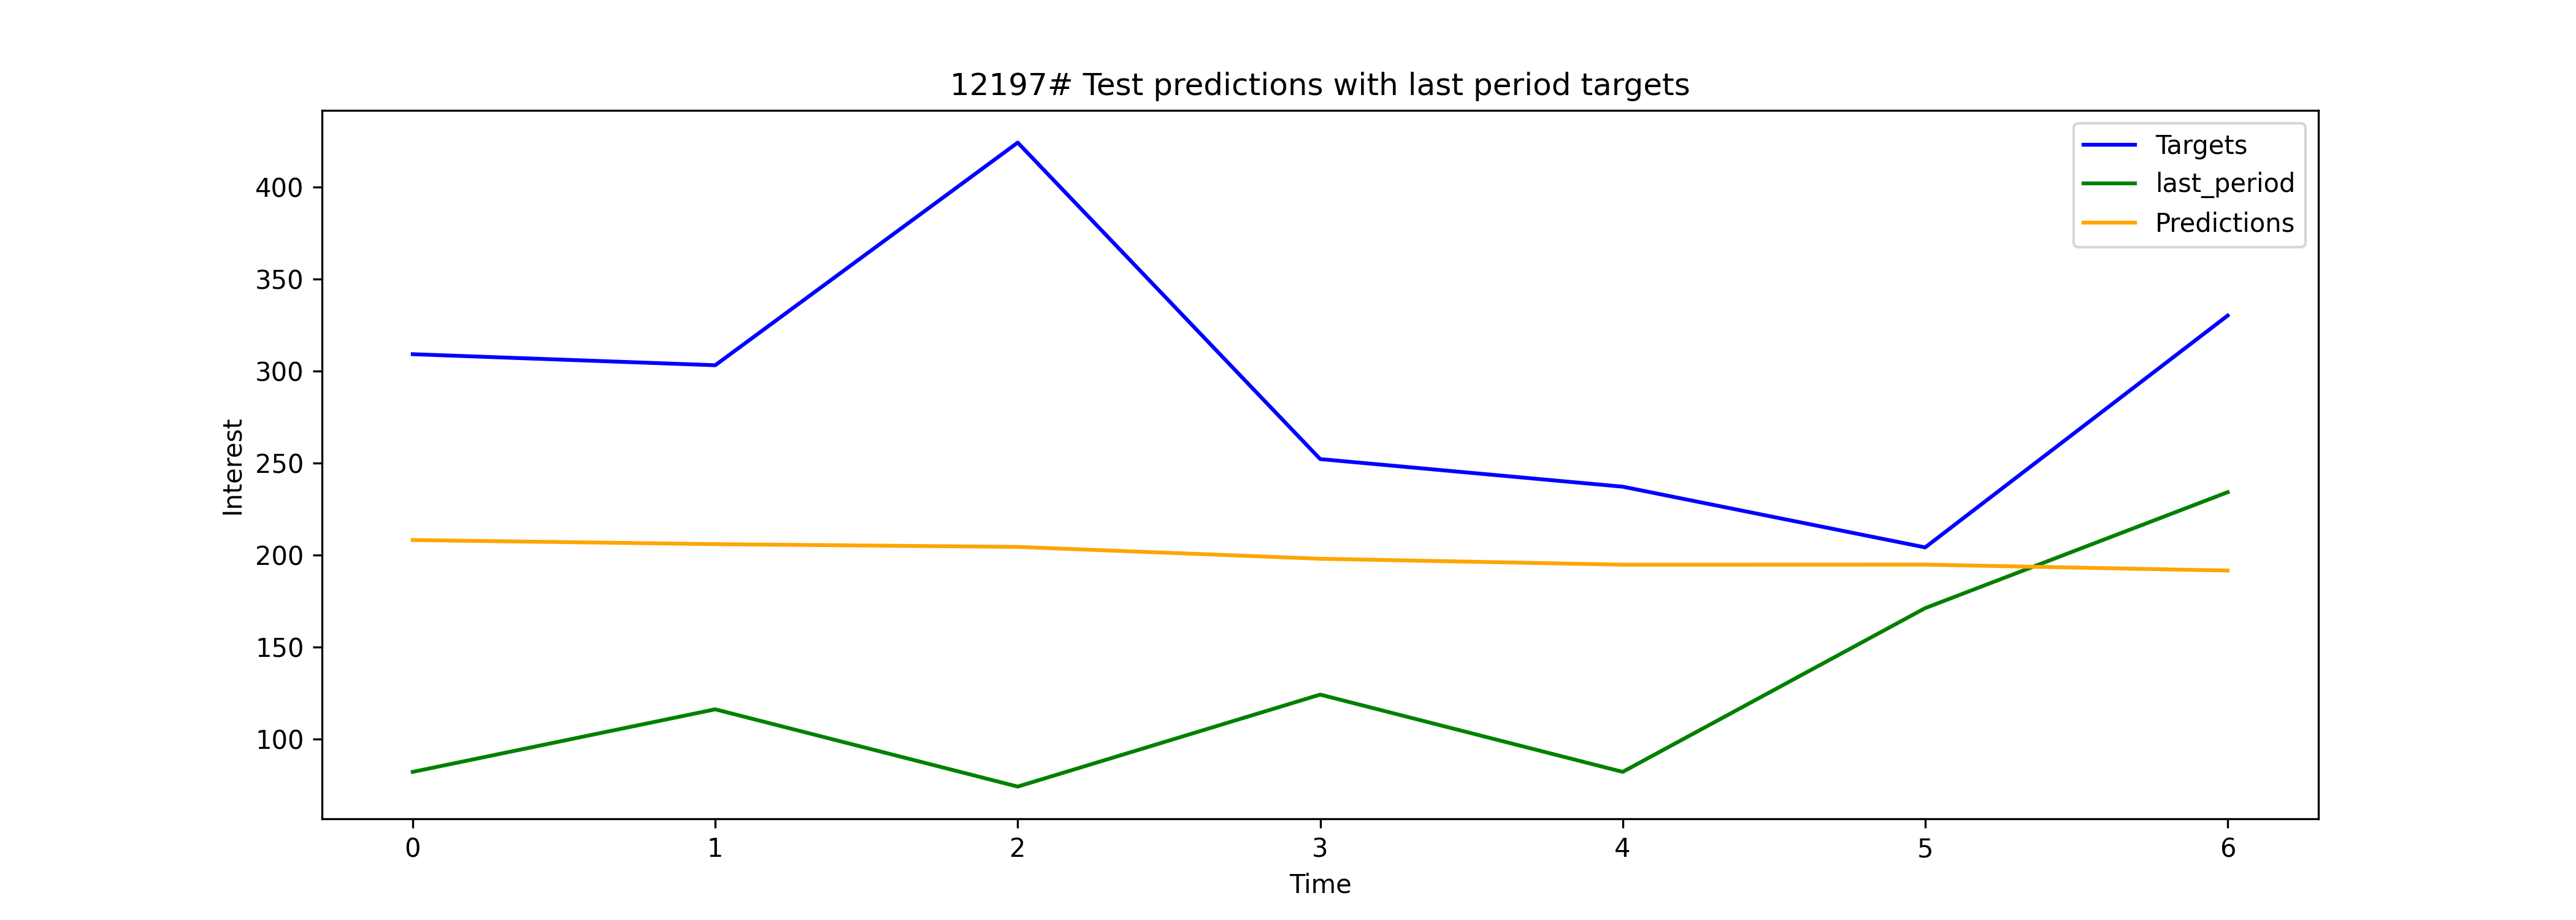 12197# Test predictions with last period targets
Targets
last_period
Predictions
400
350
300
250
200
150
100
Interest
0 1 2 3 4 5 6
Time